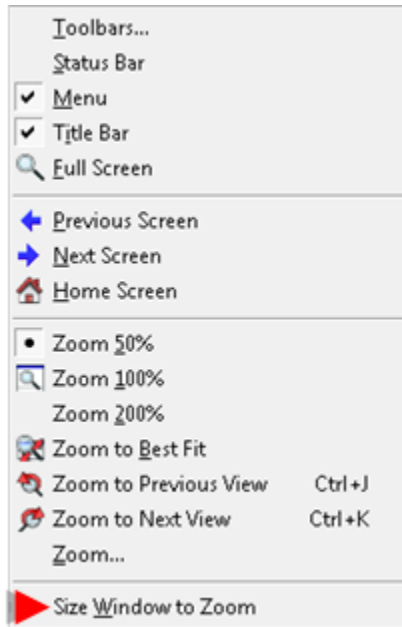 Toolbars...
Status Bar
Menu
Title Bar
Full Screen
Previous Screen
Next Screen
Home Screen
Zoom 50%
Zoom 100%
Zoom 200%
Zoom to Best Fit
Zoom to Previous View Ctrl+J
Zoom to Next View Ctrl+K
Zoom...
Size Window to Zoom